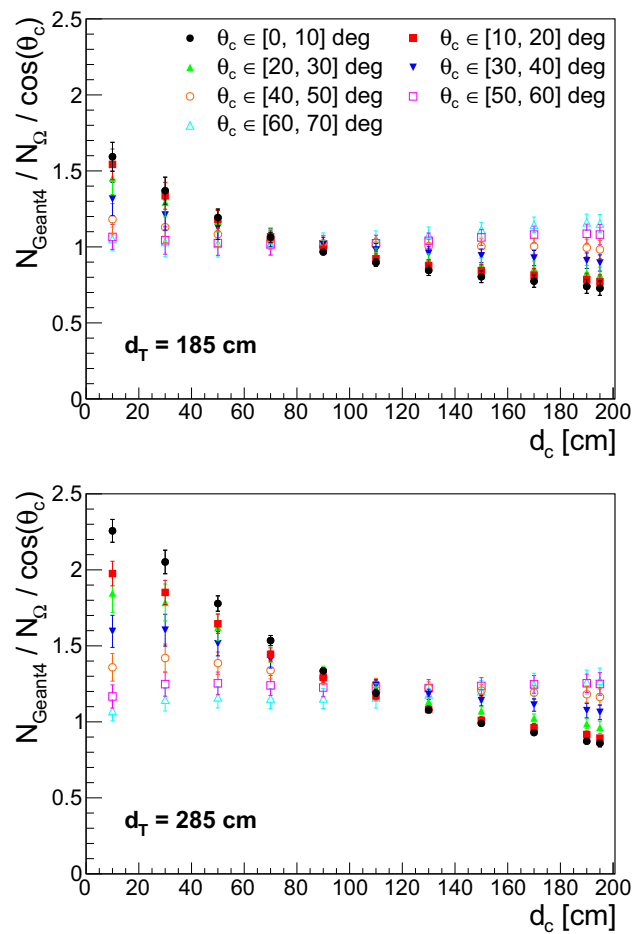 θc ∈ [0, 10] deg
θc ∈ [10, 20] deg
θc ∈ [20, 30] deg
θc ∈ [30, 40] deg
θc ∈ [40, 50] deg
θc ∈ [50, 60] deg
θc ∈ [60, 70] deg
NGeant4 / NΩ / cos(θc)
2.5
2
1.5
1
0.5
0
dT = 185 cm
0 20 40 60 80 100 120 140 160 180 200
dc [cm]
NGeant4 / NΩ / cos(θc)
2.5
2
1.5
1
0.5
0
dT = 285 cm
0 20 40 60 80 100 120 140 160 180 200
dc [cm]